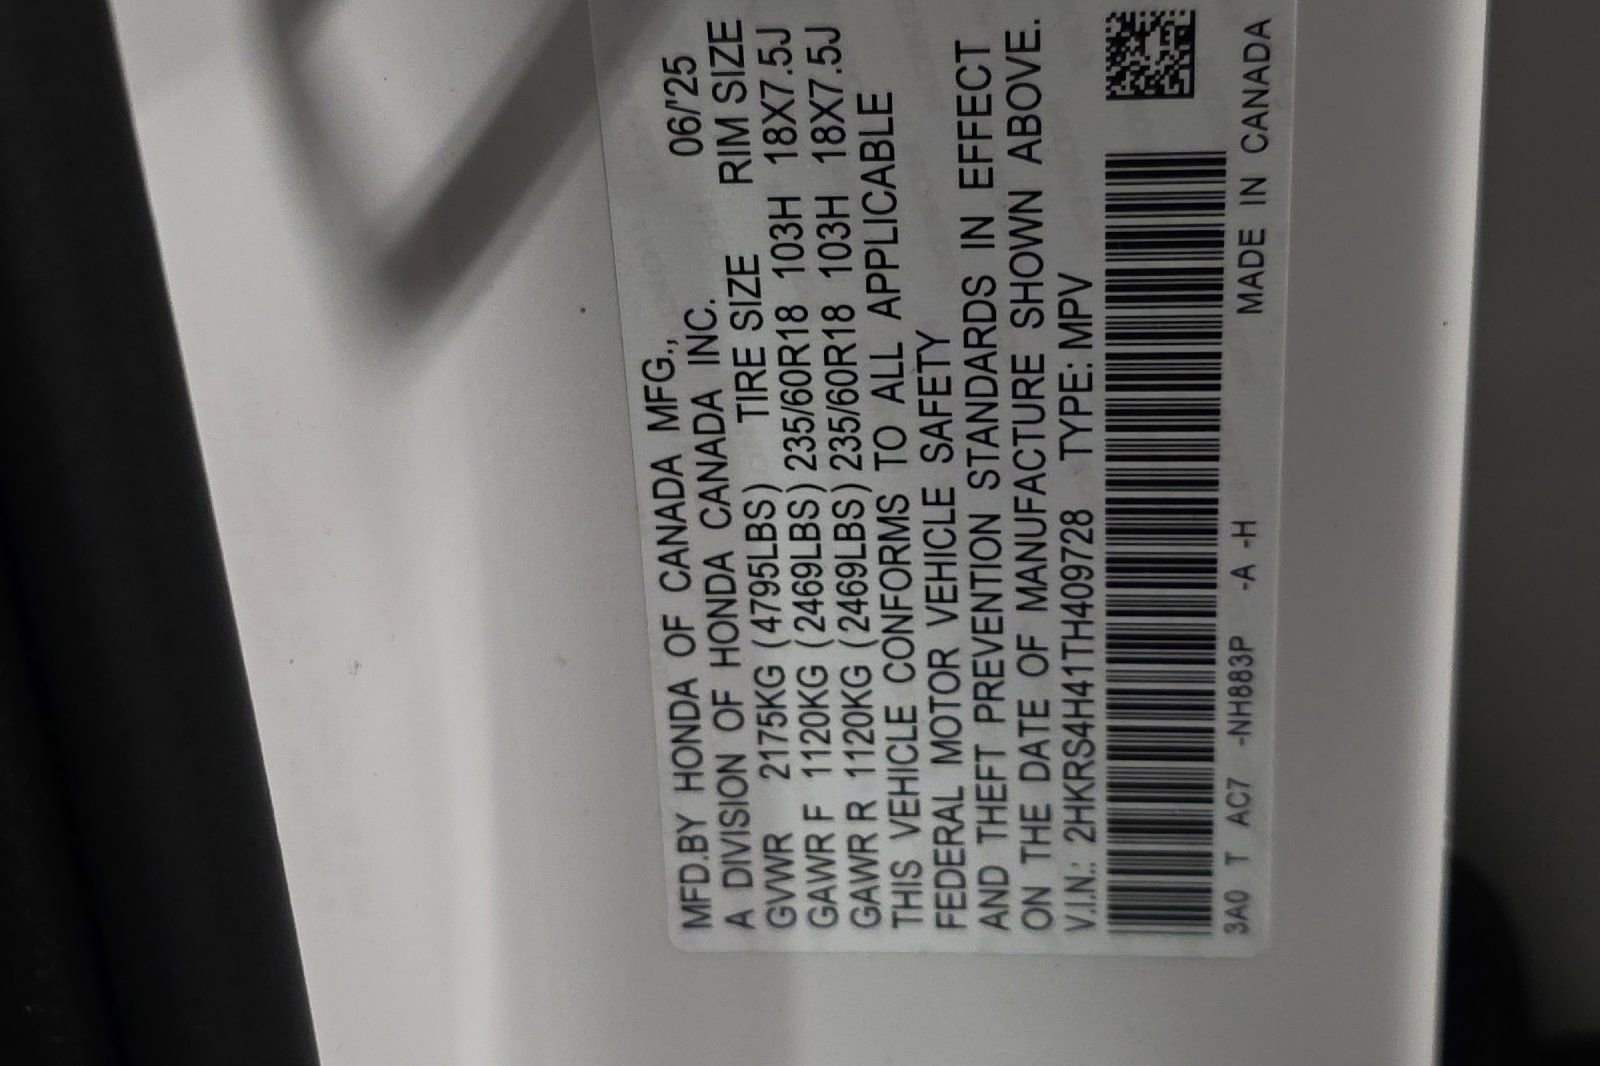 MFD.BY HONDA OF CANADA MFG., 06/'25
A DIVISION OF HONDA CANADA INC.
GVWR 2175KG (4795LBS) TIRE SIZE RIM SIZE
GAWR F 1120KG (2469LBS) 235/60R18 103H 18X7.5J
GAWR R 1120KG (2469LBS) 235/60R18 103H 18X7.5J
THIS VEHICLE CONFORMS TO ALL APPLICABLE
FEDERAL MOTOR VEHICLE SAFETY
AND THEFT PREVENTION STANDARDS IN EFFECT
ON THE DATE OF MANUFACTURE SHOWN ABOVE.
V.I.N.: 2HKRS4H41TH409728 TYPE: MPV
3A0 T AC7 -NH883P -A -H MADE IN CANADA